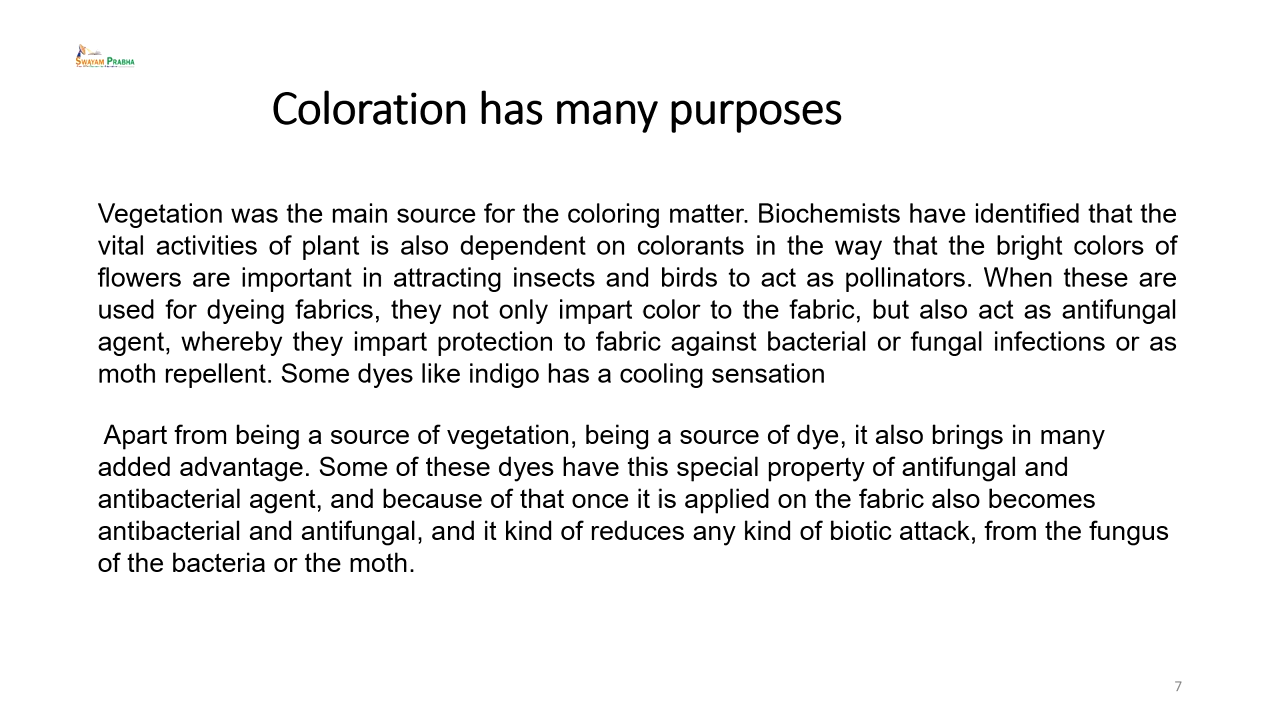 SWAYAM PRABHA
Coloration has many purposes
Vegetation was the main source for the coloring matter. Biochemists have identified that the
vital activities of plant is also dependent on colorants in the way that the bright colors of
flowers are important in attracting insects and birds to act as pollinators. When these are
used for dyeing fabrics, they not only impart color to the fabric, but also act as antifungal
agent, whereby they impart protection to fabric against bacterial or fungal infections or as
moth repellent. Some dyes like indigo has a cooling sensation
Apart from being a source of vegetation, being a source of dye, it also brings in many
added advantage. Some of these dyes have this special property of antifungal and
antibacterial agent, and because of that once it is applied on the fabric also becomes
antibacterial and antifungal, and it kind of reduces any kind of biotic attack, from the fungus
of the bacteria or the moth.
7